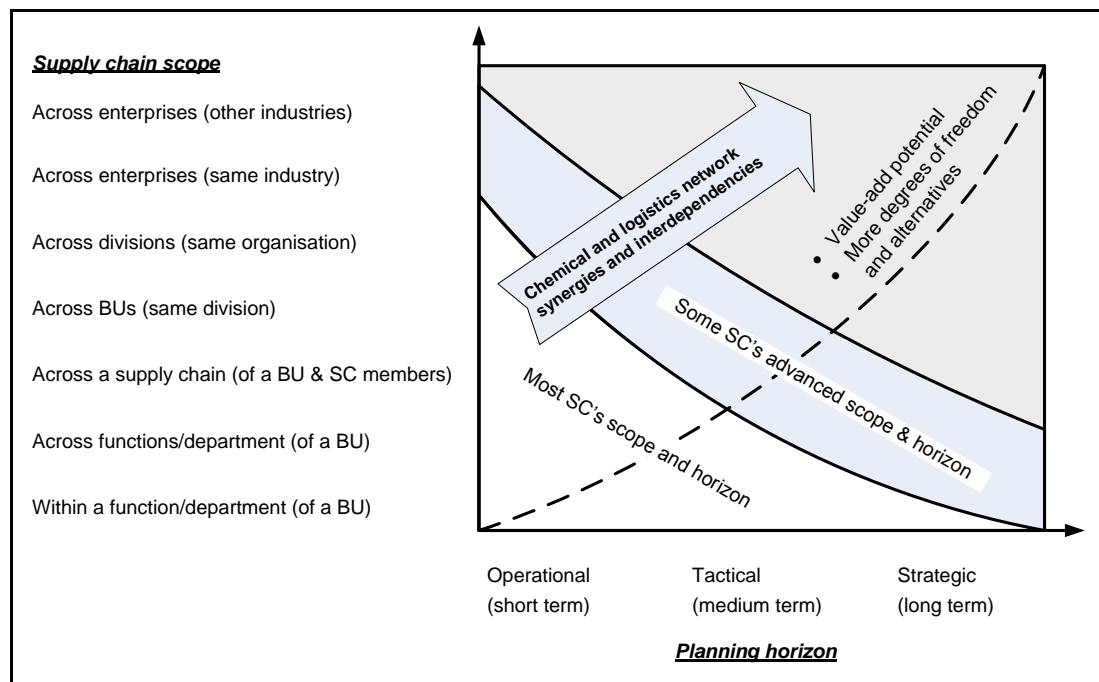 Supply chain scope
Across enterprises (other industries)
Across enterprises (same industry)
Across divisions (same organisation)
Across BUs (same division)
Across a supply chain (of a BU & SC members)
Across functions/department (of a BU)
Within a function/department (of a BU)
Chemical and logistics network
synergies and interdependencies
• Value-add potential
• More degrees of freedom
and alternatives
Some SC's advanced scope & horizon
Most SC's scope and horizon
Operational
(short term)
Tactical
(medium term)
Strategic
(long term)
Planning horizon